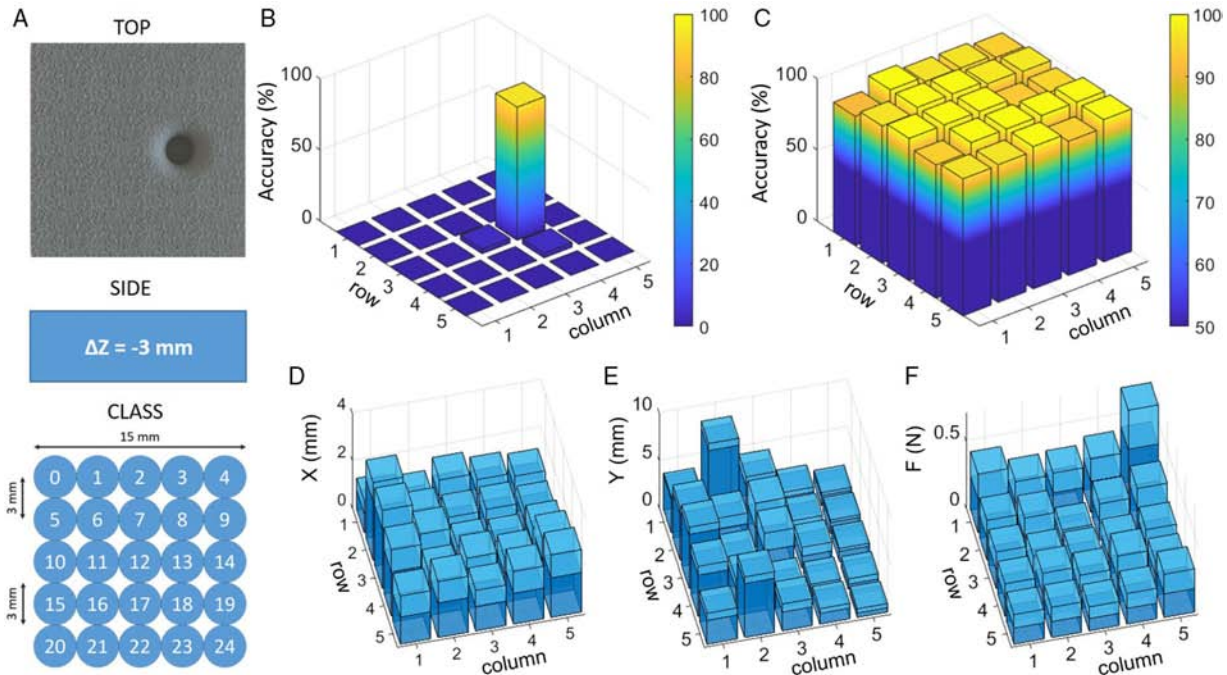 A
TOP
SIDE
ΔZ = -3 mm
CLASS
15 mm
3 mm
3 mm
0 1 2 3 4
5 6 7 8 9
10 11 12 13 14
15 16 17 18 19
20 21 22 23 24
B
Accuracy (%)
100
50
0
1 2 3 4 5
row
1 2 3 4 5
column
100
80
60
40
20
0
C
Accuracy (%)
100
50
0
1 2 3 4 5
row
1 2 3 4 5
column
100
90
80
70
60
50
D
X (mm)
4
2
0
1 2 3 4 5
row
1 2 3 4 5
column
E
Y (mm)
10
5
0
1 2 3 4 5
row
1 2 3 4 5
column
F
F (N)
0.5
0
1 2 3 4 5
row
1 2 3 4 5
column